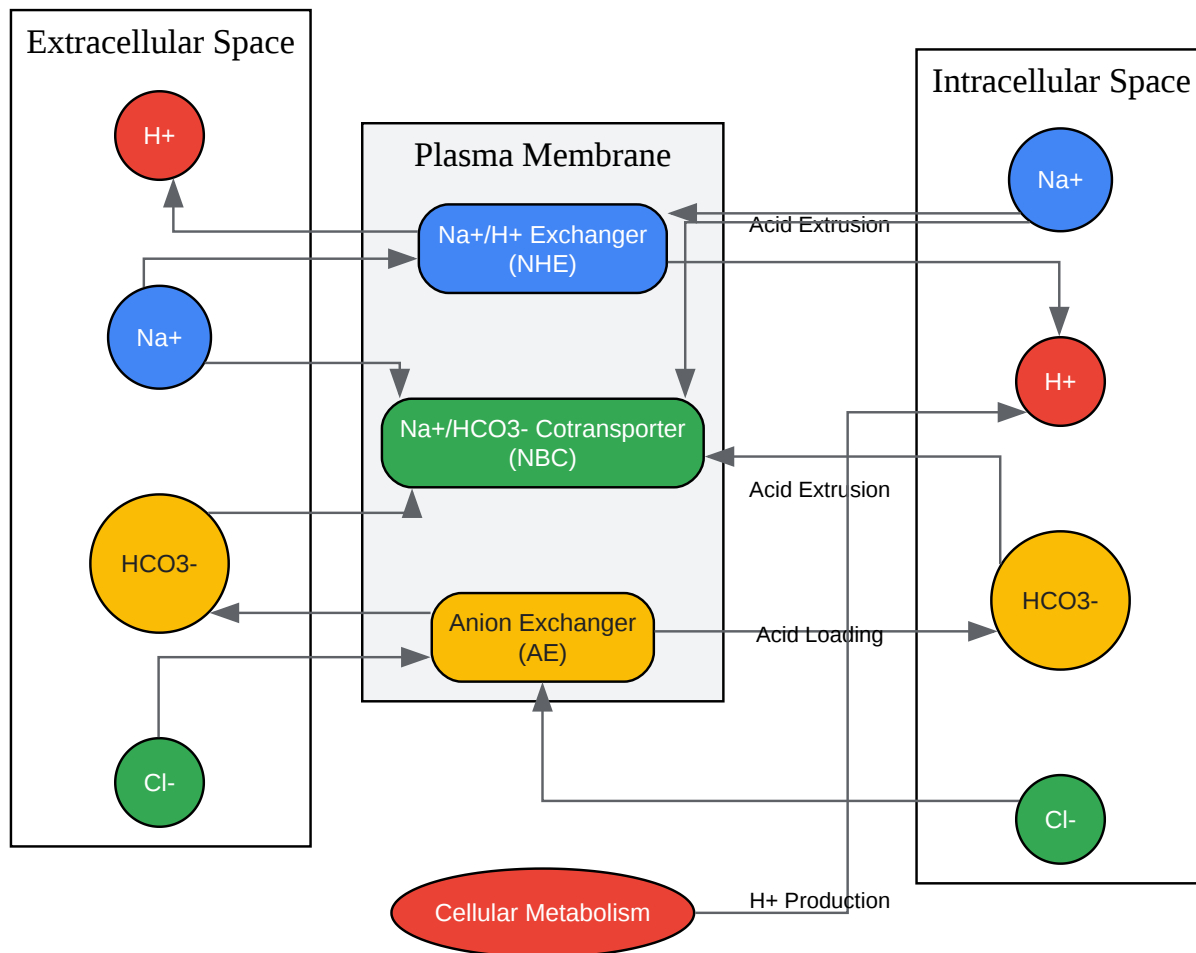 Extracellular Space
H+
Na+
HCO3-
Cl-
Plasma Membrane
Na+/H+ Exchanger
(NHE)
Na+/HCO3- Cotransporter
(NBC)
Anion Exchanger
(AE)
Acid Extrusion
Acid Extrusion
Acid Loading
H+ Production
Cellular Metabolism
Intracellular Space
Na+
H+
HCO3-
Cl-